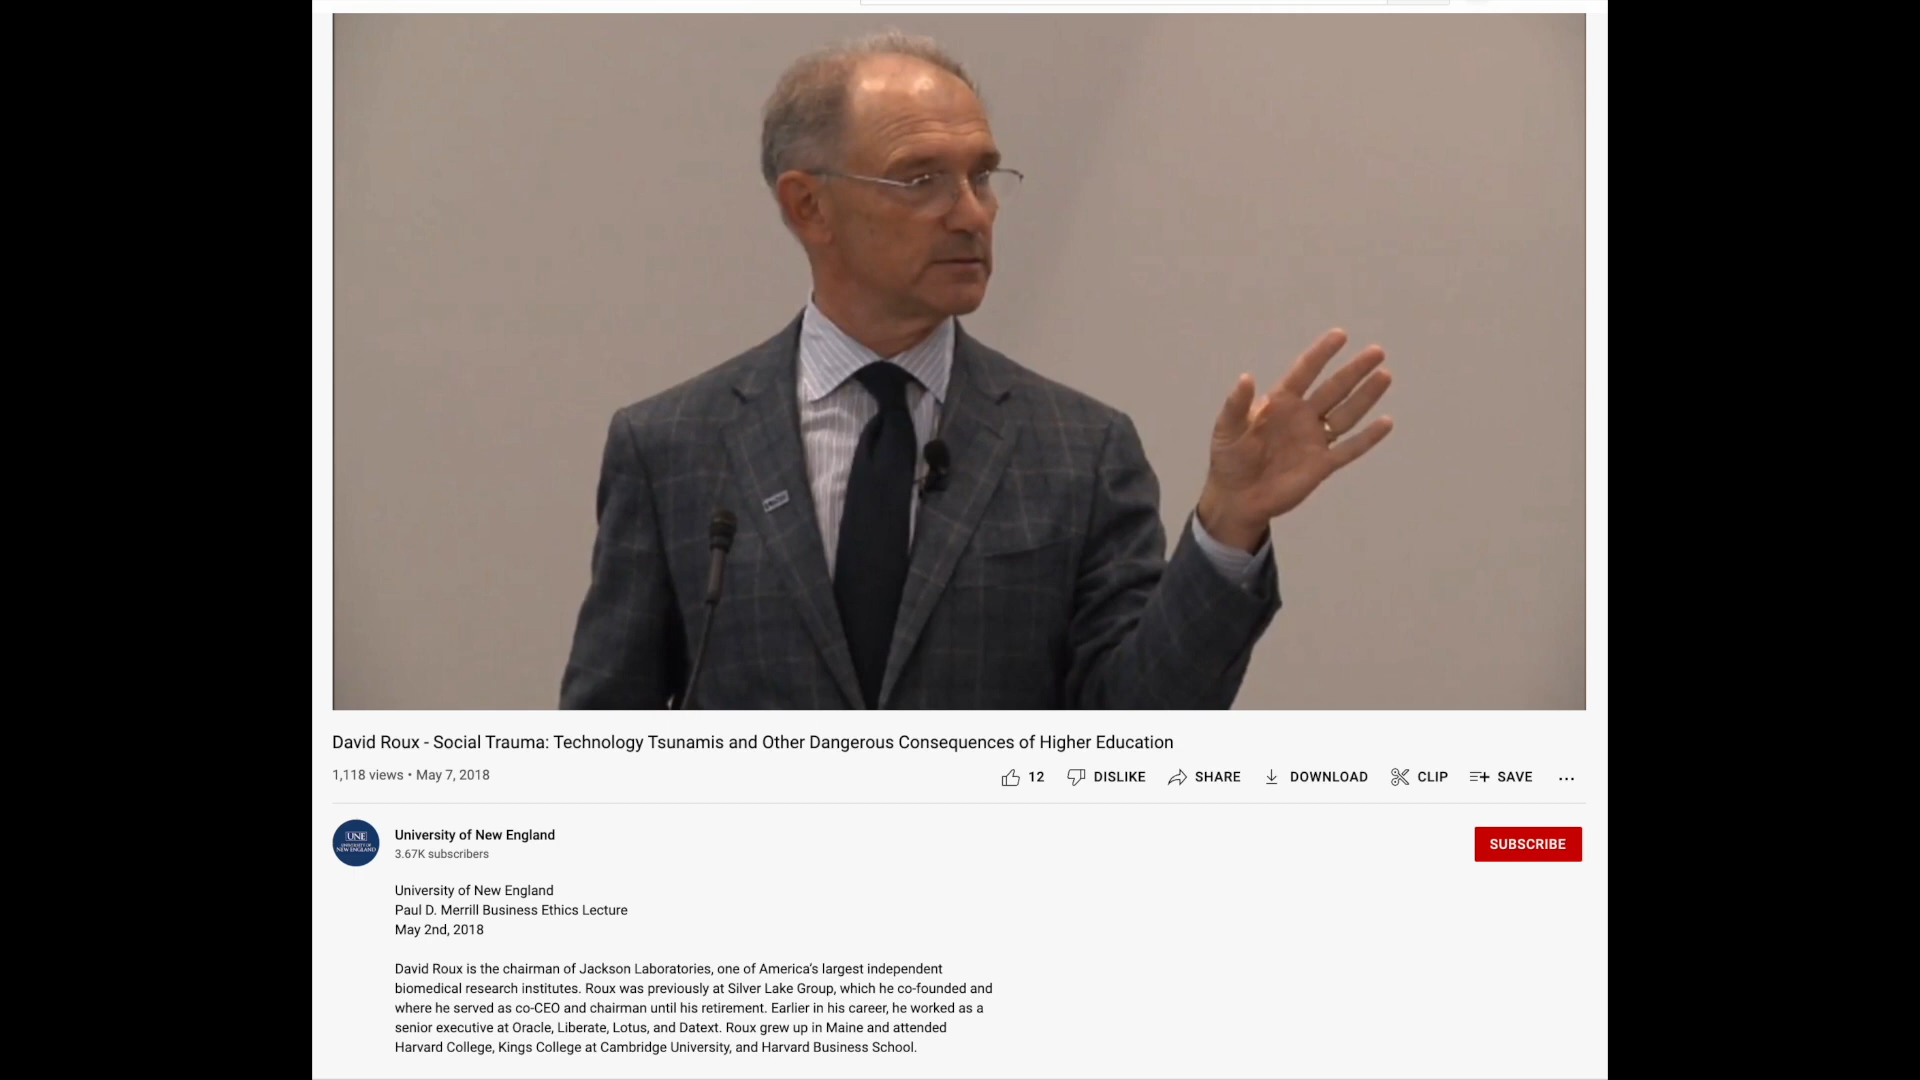 David Roux - Social Trauma: Technology Tsunamis and Other Dangerous Consequences of Higher Education
1,118 views • May 7, 2018
12 DISLIKE SHARE DOWNLOAD CLIP SAVE ...
UNE
UNIVERSITY OF
NEW ENGLAND
University of New England
3.67K subscribers
SUBSCRIBE
University of New England
Paul D. Merrill Business Ethics Lecture
May 2nd, 2018
David Roux is the chairman of Jackson Laboratories, one of America's largest independent
biomedical research institutes. Roux was previously at Silver Lake Group, which he co-founded and
where he served as co-CEO and chairman until his retirement. Earlier in his career, he worked as a
senior executive at Oracle, Liberate, Lotus, and Datext. Roux grew up in Maine and attended
Harvard College, Kings College at Cambridge University, and Harvard Business School.